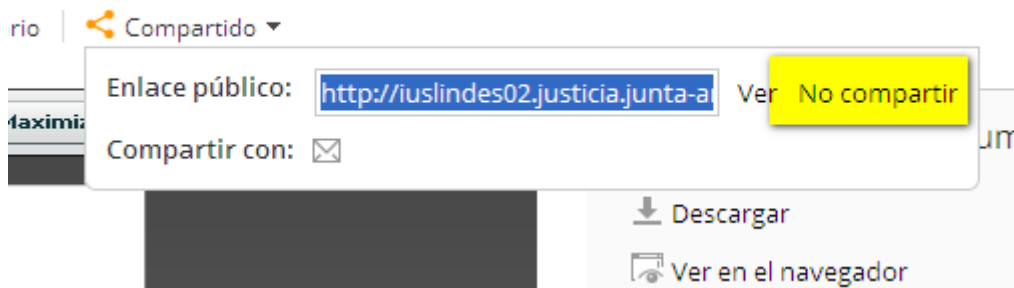 rio Compartido
Enlace público: http://iuslindes02.justicia.junta-a Ver No compartir
Maximiz
Compartir con:
um
Descargar
Ver en el navegador